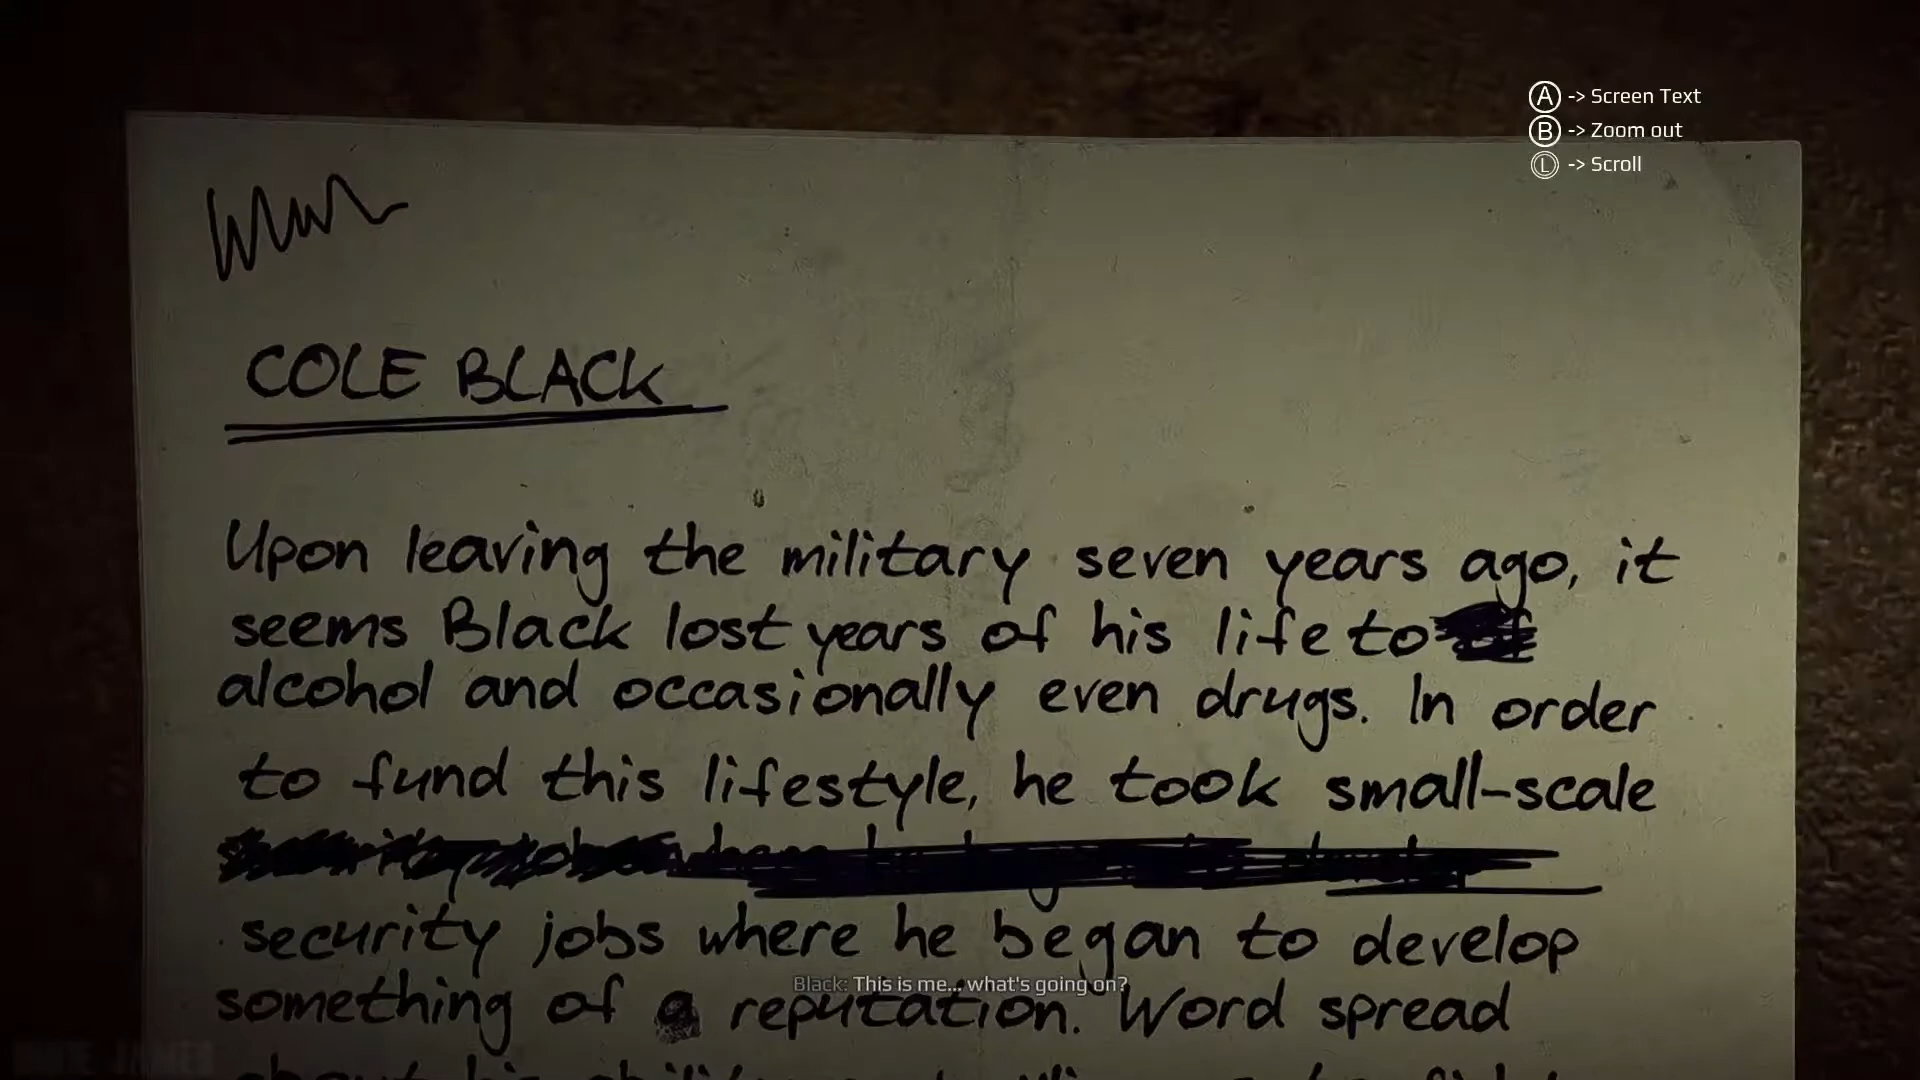 A -> Screen Text
B -> Zoom out
L -> Scroll
COLE BLACK
Upon leaving the military seven years ago, it
seems Black lost years of his life to
alcohol and occasionally even drugs. In order
to fund this lifestyle, he took small-scale
security jobs where he began to develop
Black: This is me... what's going on?
something of a reputation. Word spread